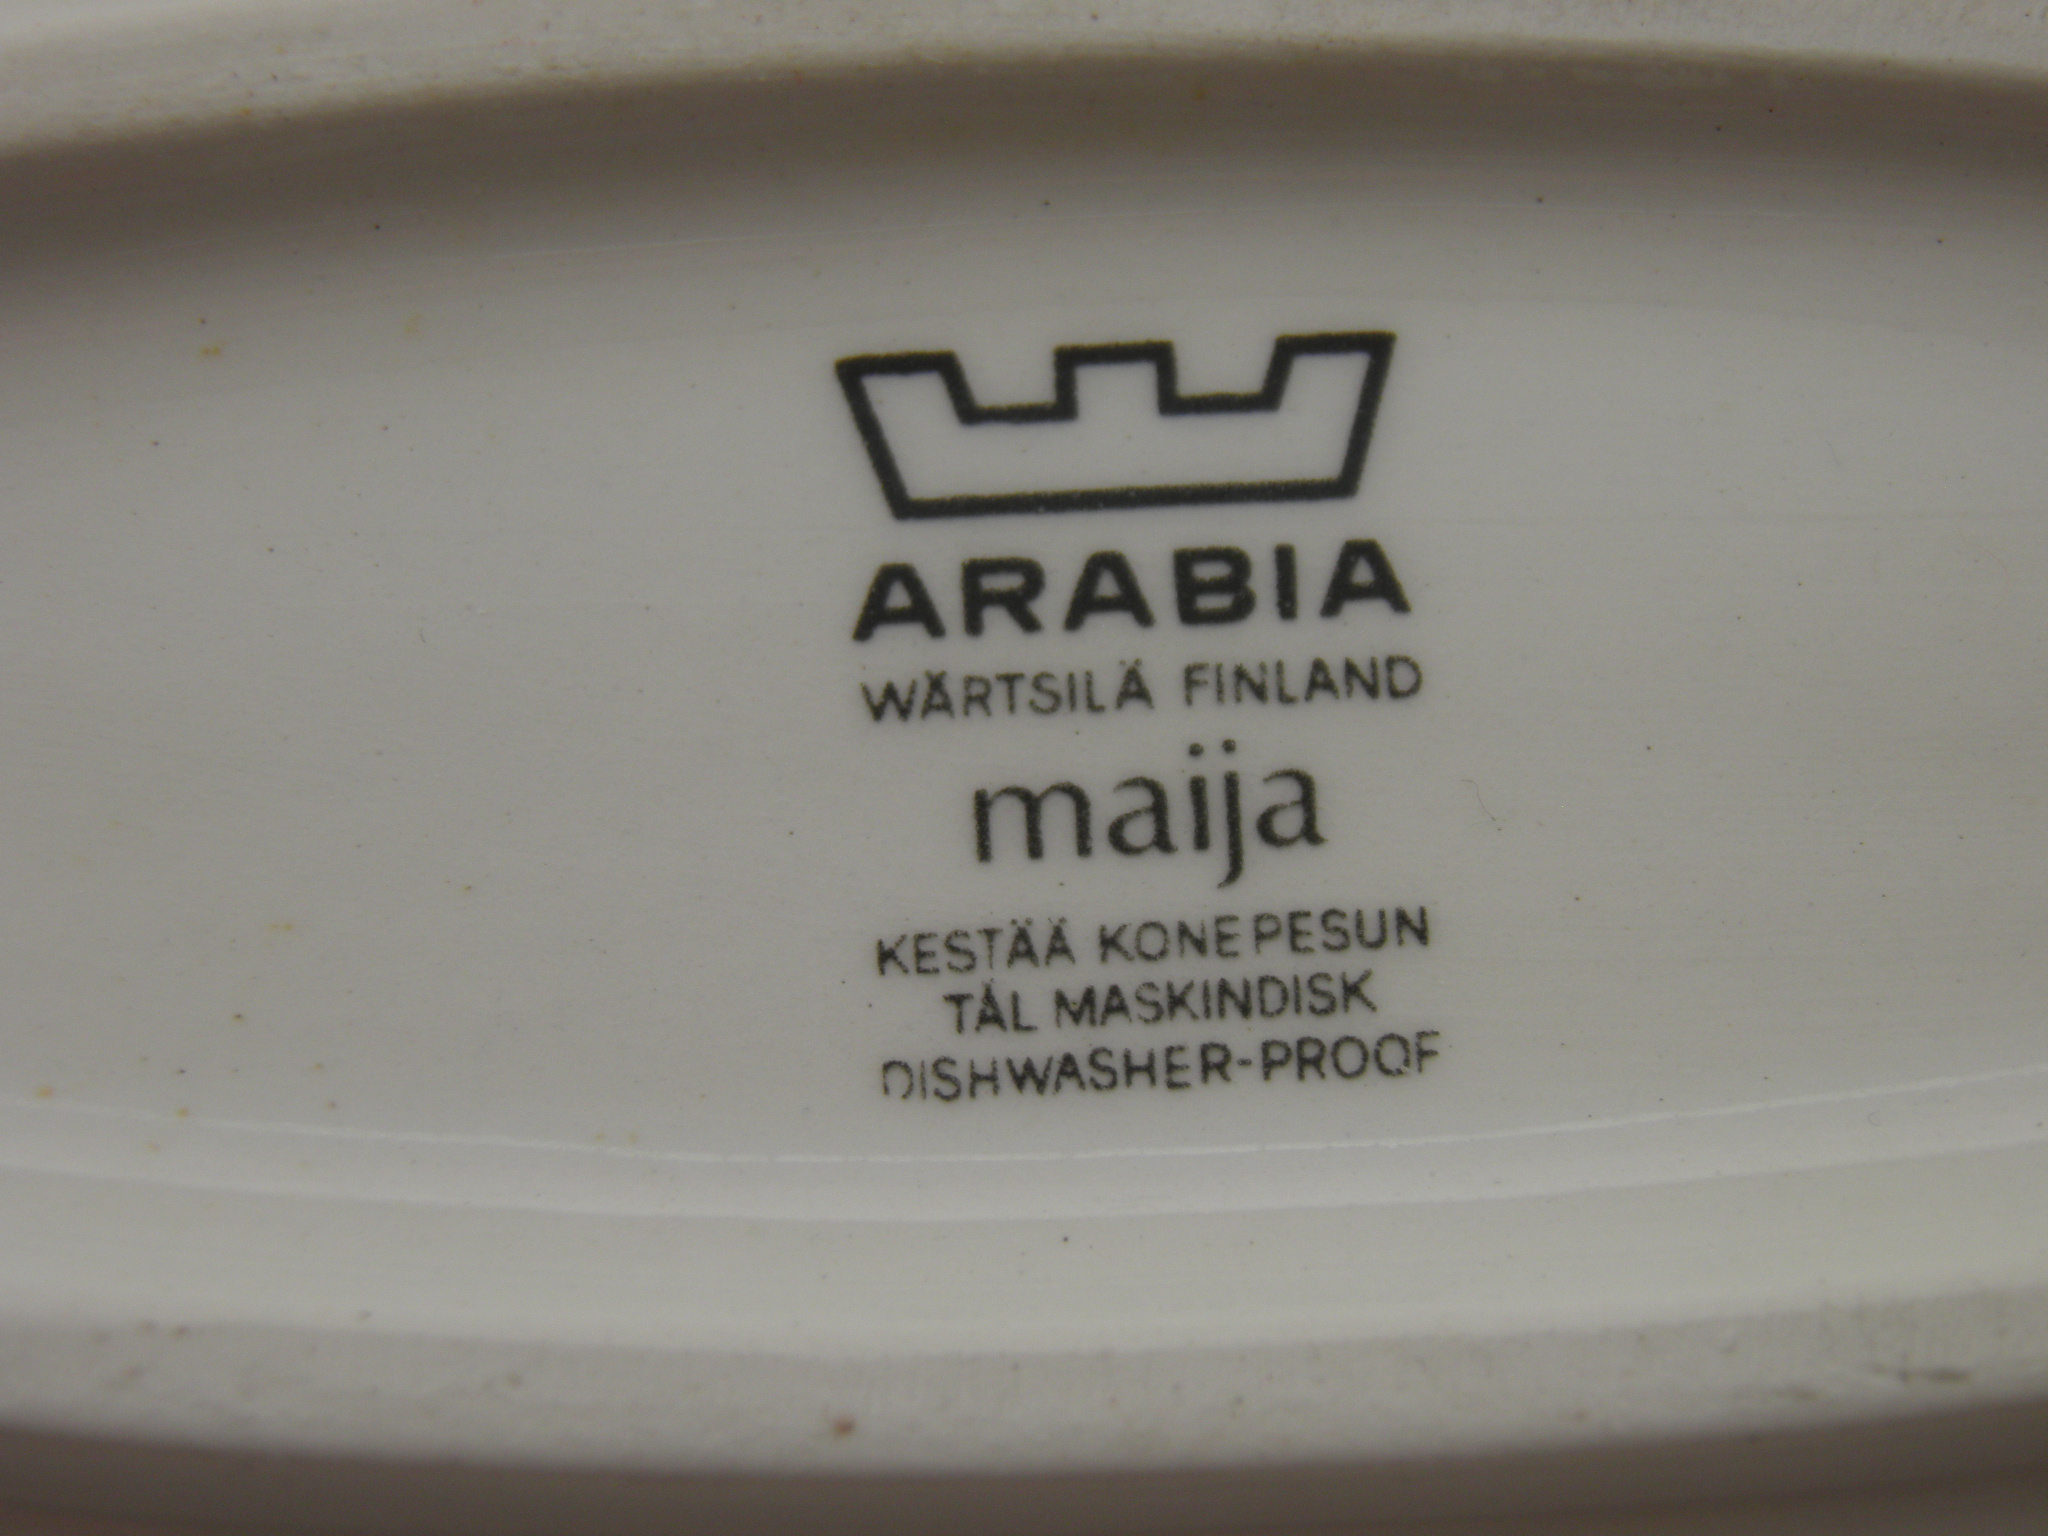 ARABIA
WÄRTSILÄ FINLAND
maija
KESTÄÄ KONEPESUN
TÅL MASKINDISK
DISHWASHER-PROOF